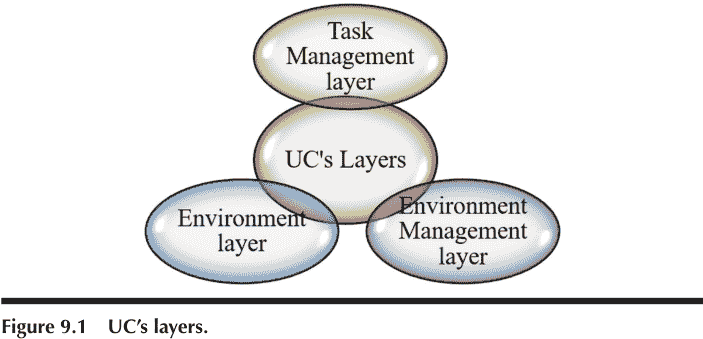 Task
Management
layer
UC's Layers
Environment
layer
Environment
Management
layer
Figure 9.1 UC’s layers.